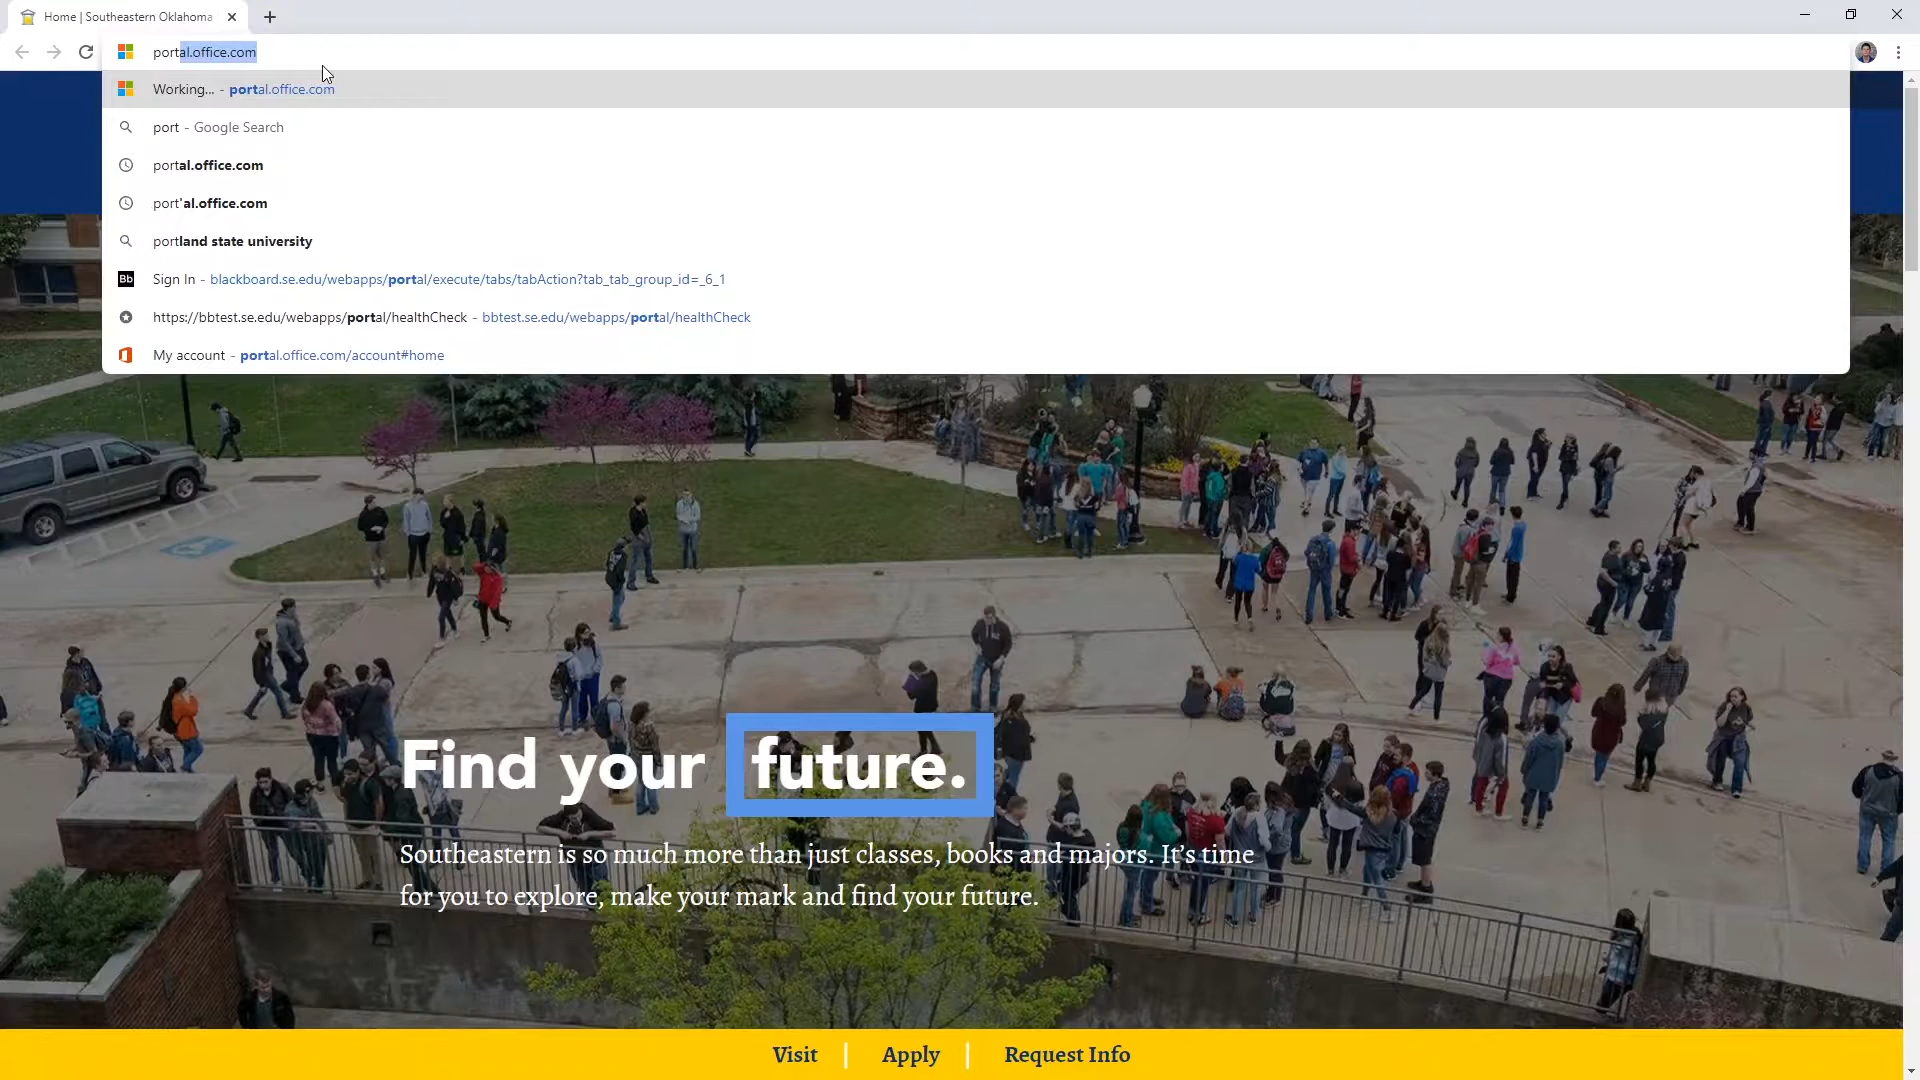 Home | Southeastern Oklahoma
portal.office.com
Working... - portal.office.com
port - Google Search
portal.office.com
port'al.office.com
portland state university
Bb Sign In - blackboard.se.edu/webapps/portal/execute/tabs/tabAction?tab_tab_group_id=_6_1
https://bbtest.se.edu/webapps/portal/healthCheck - bbtest.se.edu/webapps/portal/healthCheck
My account - portal.office.com/account#home
Find your future.
Southeastern is so much more than just classes, books and majors. It's time
for you to explore, make your mark and find your future.
Visit | Apply | Request Info